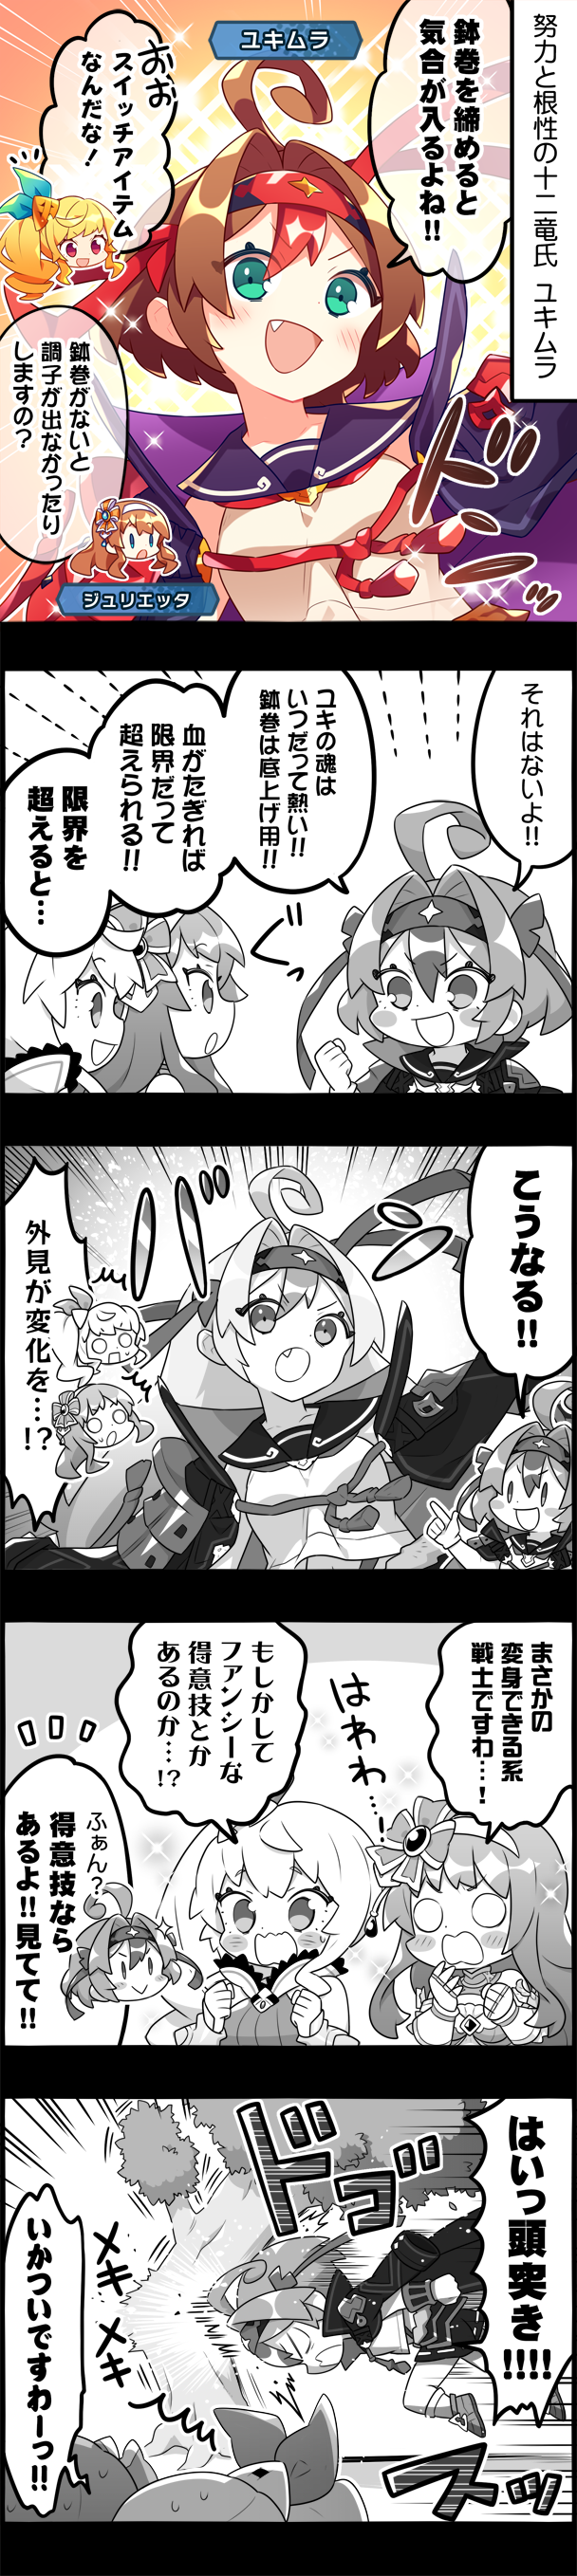 努力と根性の十二竜氏 ユキムラ
ユキムラ
鉢巻を締めると
気合が入るよね!!
おぉ
スイッチアイテム
なんだな!
鉢巻がないと
調子が出なかったり
しますの?
ジュリエッタ
ドンッ
それはないよ!!
ユキの魂は
いつだって熱い!!
鉢巻は底上げ用!!
血がたぎれば
限界だって
超えられる!!
限界を
超えると…
ぐっ
こうなる!!
バーン
外見が変化を…!?
まさかの
変身できる系
戦士ですわ…!
はわわ…!
もしかして
ファンシーな
得意技とか
あるのか…!?
ふぁん?
得意技なら
あるよ!!見てて!!
はいっ頭突き!!!!
ドゴ
スッ
メキ
メキ
いかついですわーっ!!